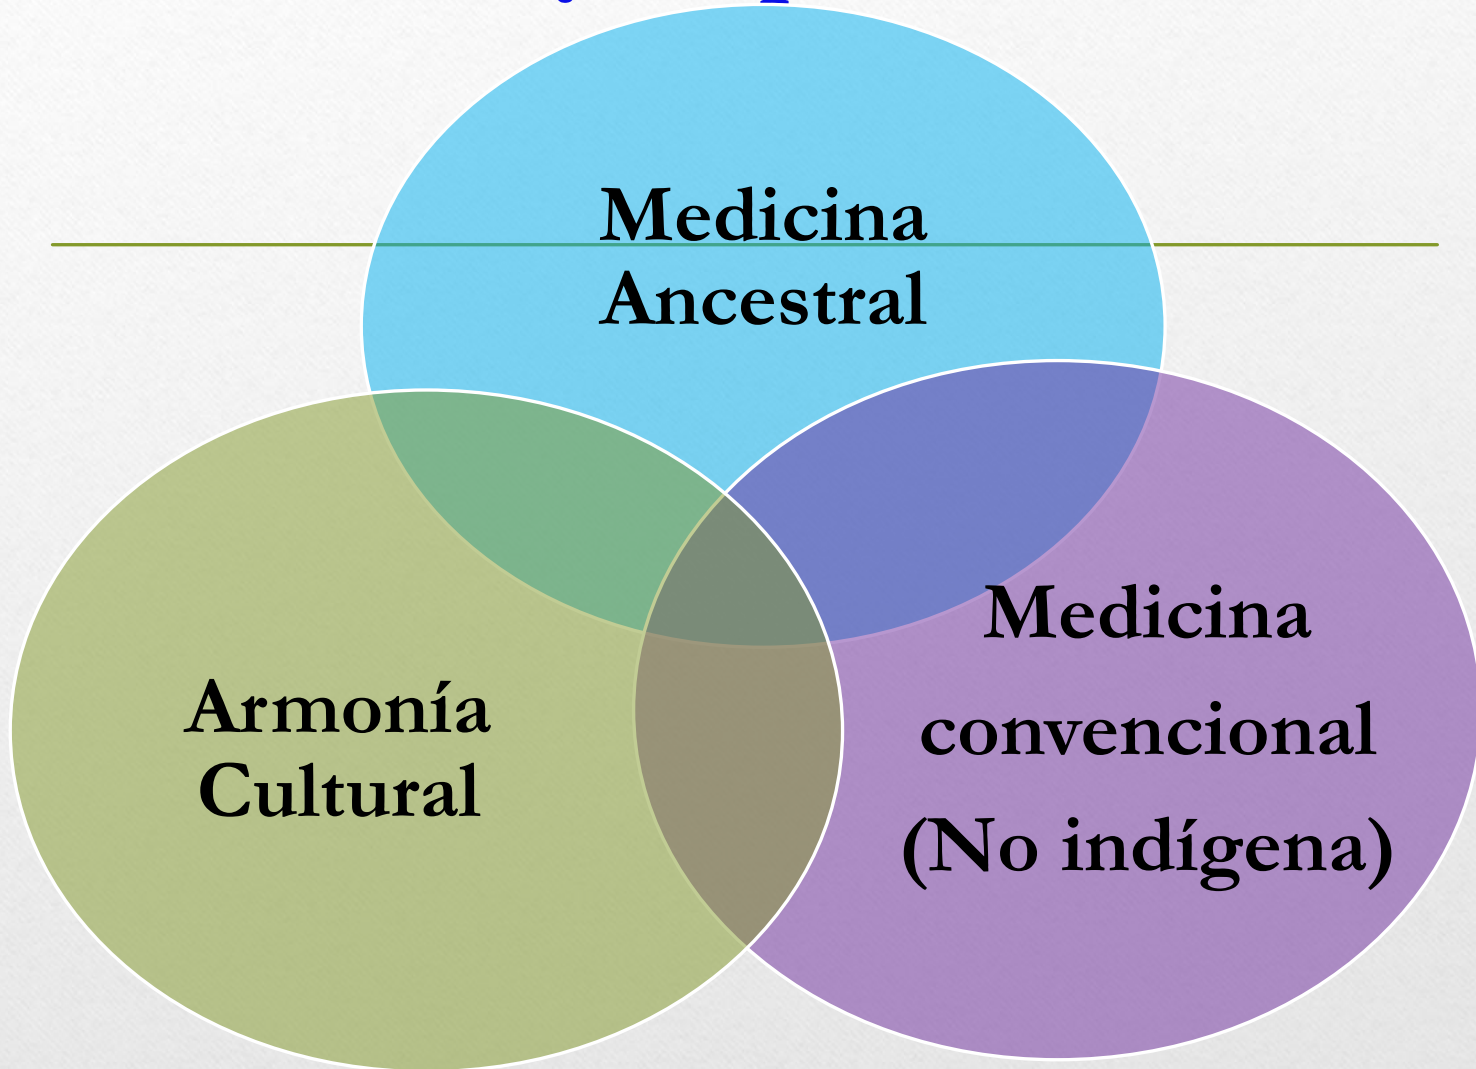 Medicina
Ancestral
Armonía
Cultural
Medicina
convencional
(No indígena)